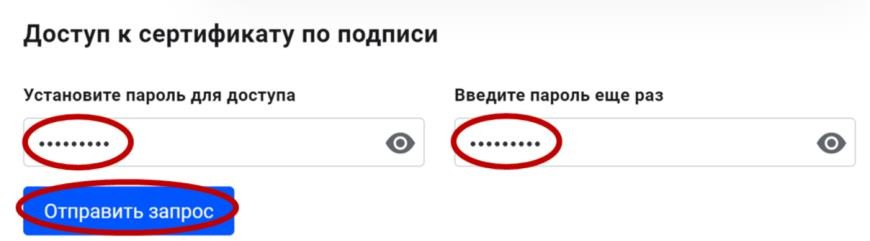 Доступ к сертификату по подписи
Установите пароль для доступа
Введите пароль еще раз
•••••••••
•••••••••
Отправить запрос